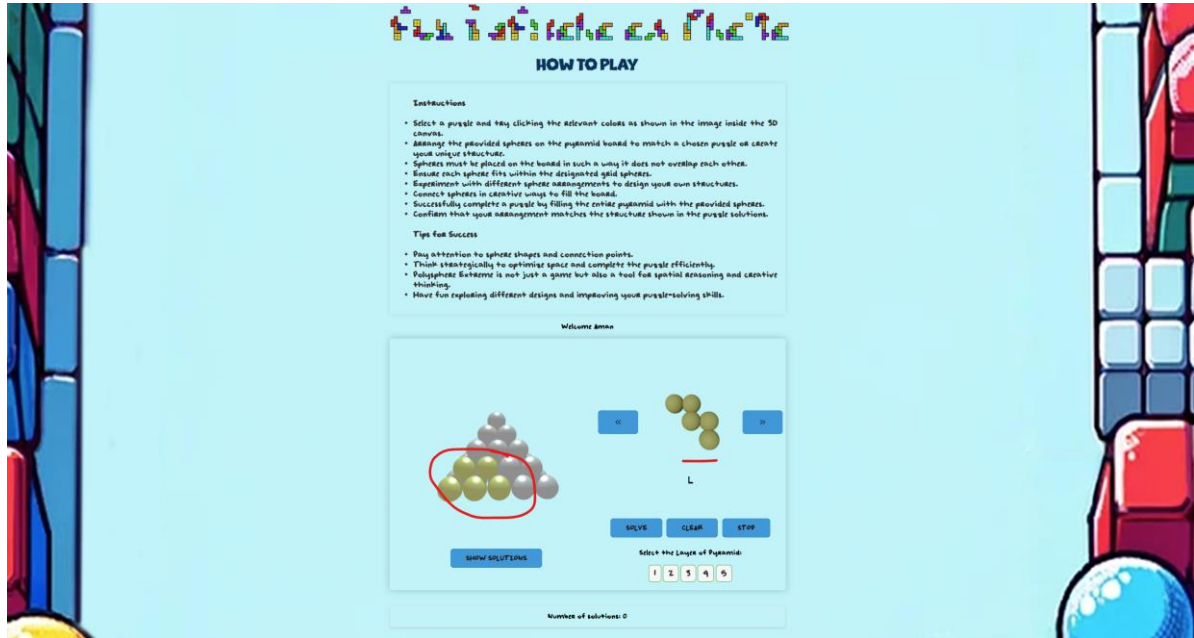 HOW TO PLAY
Instructions
• Select a puzzle and try clicking the relevant colors as shown in the image inside the 3D
canvas.
• Arrange the provided spheres on the pyramid board to match a chosen puzzle or create
your unique structure.
• Spheres must be placed on the board in such a way it does not overlap each other.
• Ensure each sphere fits within the designated grid spheres.
• Experiment with different sphere arrangements to design your own structures.
• Connect spheres in creative ways to fill the board.
• Successfully complete a puzzle by filling the entire pyramid with the provided spheres.
• Confirm that your arrangement matches the structure shown in the puzzle solutions.
Tips for Success
• Pay attention to sphere shapes and connection points.
• Think strategically to optimize space and complete the puzzle efficiently.
• Polysphere Extreme is not just a game but also a tool for spatial reasoning and creative
thinking.
• Have fun exploring different designs and improving your puzzle-solving skills.
Welcome Aman
«
»
L
SOLVE CLEAR STOP
SHOW SOLUTIONS
Select the Layer of Pyramid:
1 2 3 4 5
Number of solutions: 0